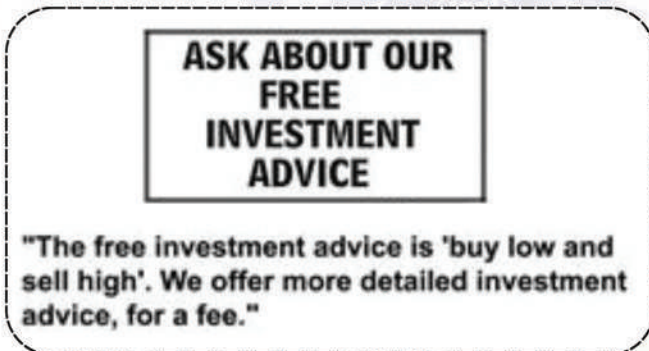 ASK ABOUT OUR
FREE
INVESTMENT
ADVICE
"The free investment advice is 'buy low and
sell high'. We offer more detailed investment
advice, for a fee."